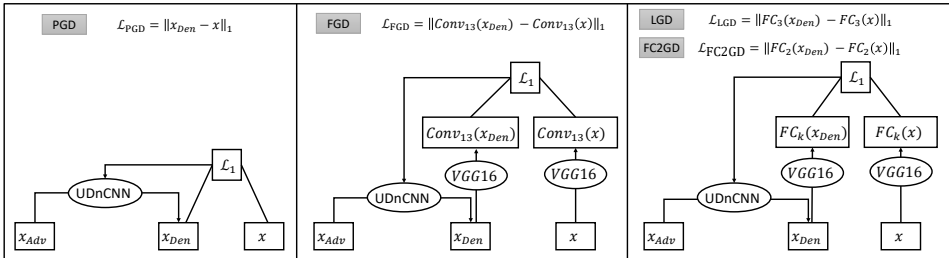 PGD ℒ_PGD = ‖x_Den − x‖_1
ℒ_1
UDnCNN
x_Adv x_Den x
FGD ℒ_FGD = ‖Conv_13(x_Den) − Conv_13(x)‖_1
ℒ_1
Conv_13(x_Den) Conv_13(x)
VGG16 VGG16
UDnCNN
x_Adv x_Den x
LGD ℒ_LGD = ‖FC_3(x_Den) − FC_3(x)‖_1
FC2GD ℒ_FC2GD = ‖FC_2(x_Den) − FC_2(x)‖_1
ℒ_1
FC_k(x_Den) FC_k(x)
VGG16 VGG16
UDnCNN
x_Adv x_Den x